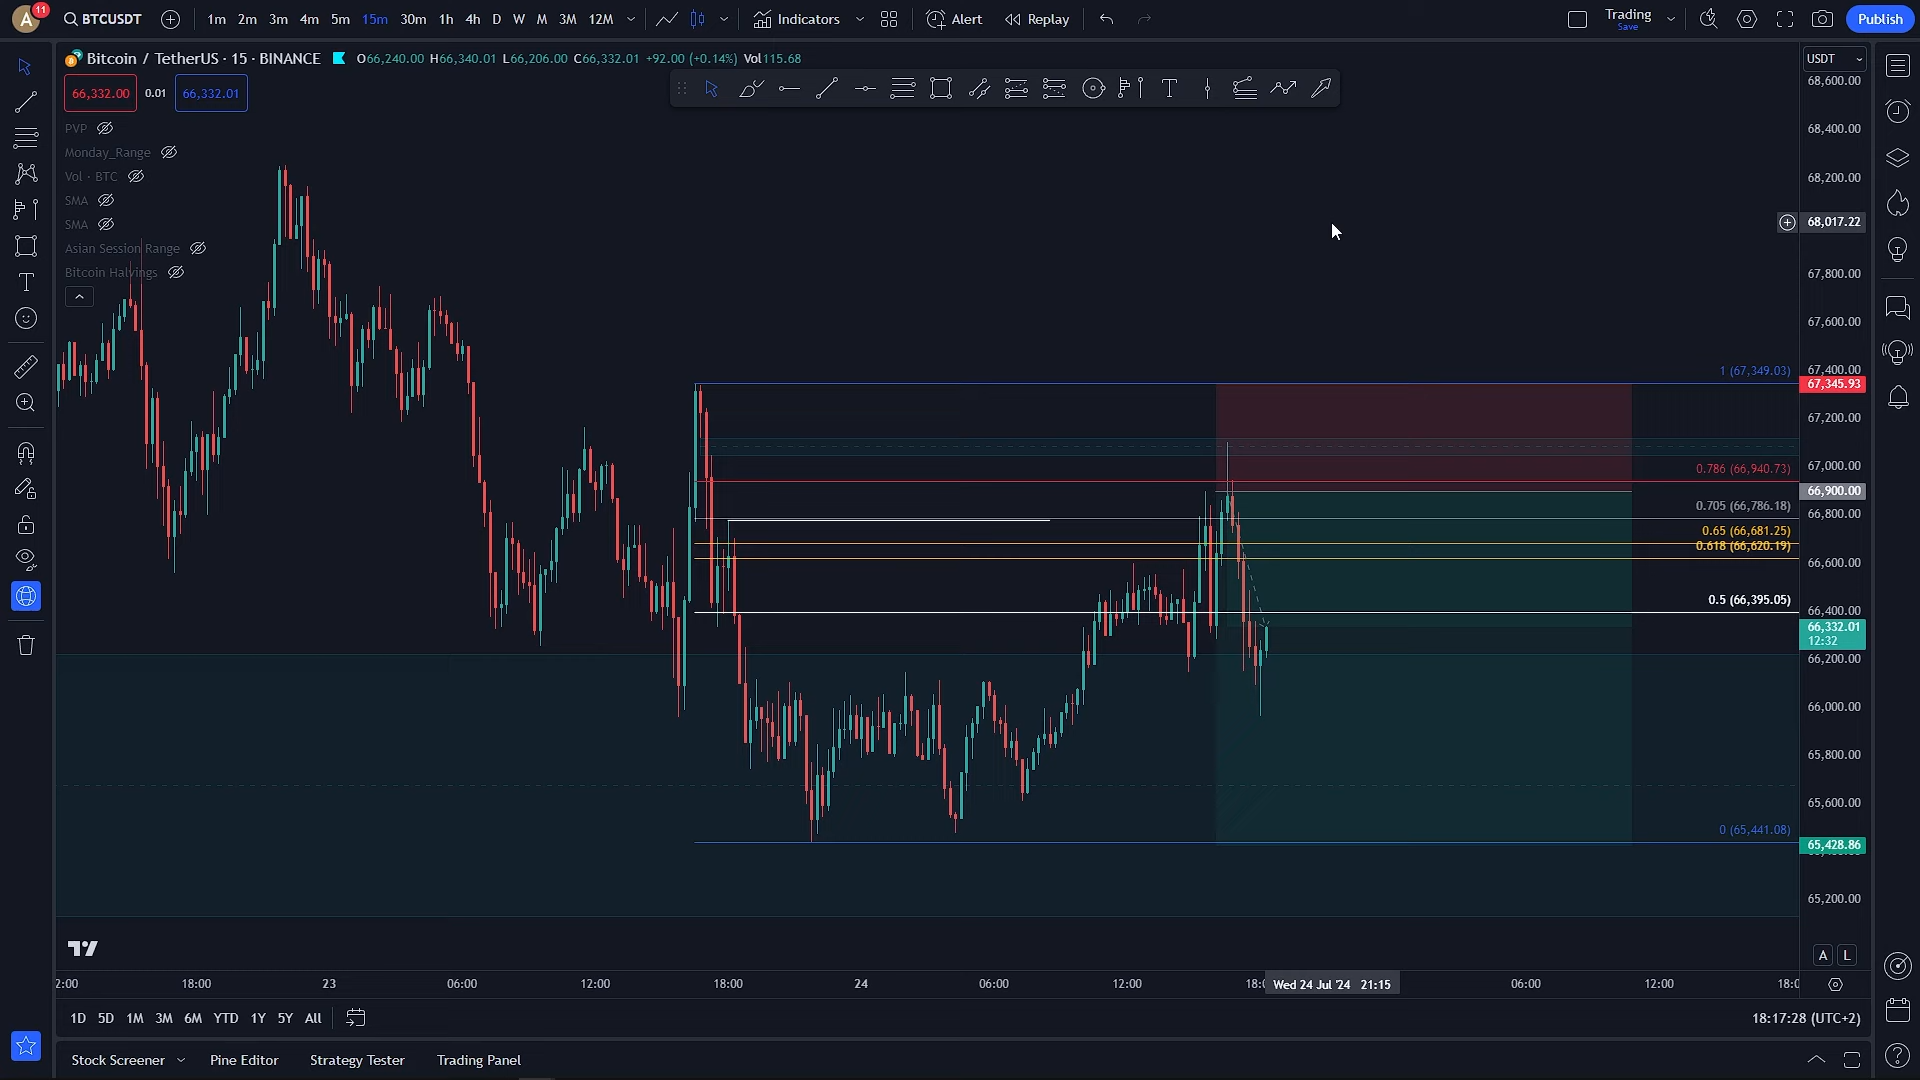 A 11 BTCUSDT 1m 2m 3m 4m 5m 15m 30m 1h 4h D W M 3M 12M Indicators Alert Replay Trading Save Publish
Bitcoin / TetherUS · 15 · BINANCE O66,240.00 H66,340.01 L66,206.00 C66,332.01 +92.00 (+0.14%) Vol115.68
USDT
68,600.00
66,332.00 0.01 66,332.01
PVP
68,400.00
Monday_Range
Vol · BTC
68,200.00
SMA
SMA
68,017.22
Asian Session Range
Bitcoin Halvings
67,800.00
67,600.00
1 (67,349.03)
67,400.00
67,345.93
67,200.00
0.786 (66,940.73)
67,000.00
66,900.00
0.705 (66,786.18)
66,800.00
0.65 (66,681.25)
0.618 (66,620.19)
66,600.00
0.5 (66,395.05)
66,400.00
66,332.01
12:32
66,200.00
66,000.00
65,800.00
65,600.00
0 (65,441.08)
65,428.86
65,200.00
A L
2:00 18:00 23 06:00 12:00 18:00 24 06:00 12:00 18:0 Wed 24 Jul '24 21:15 06:00 12:00 18:0
1D 5D 1M 3M 6M YTD 1Y 5Y All 18:17:28 (UTC+2)
Stock Screener Pine Editor Strategy Tester Trading Panel